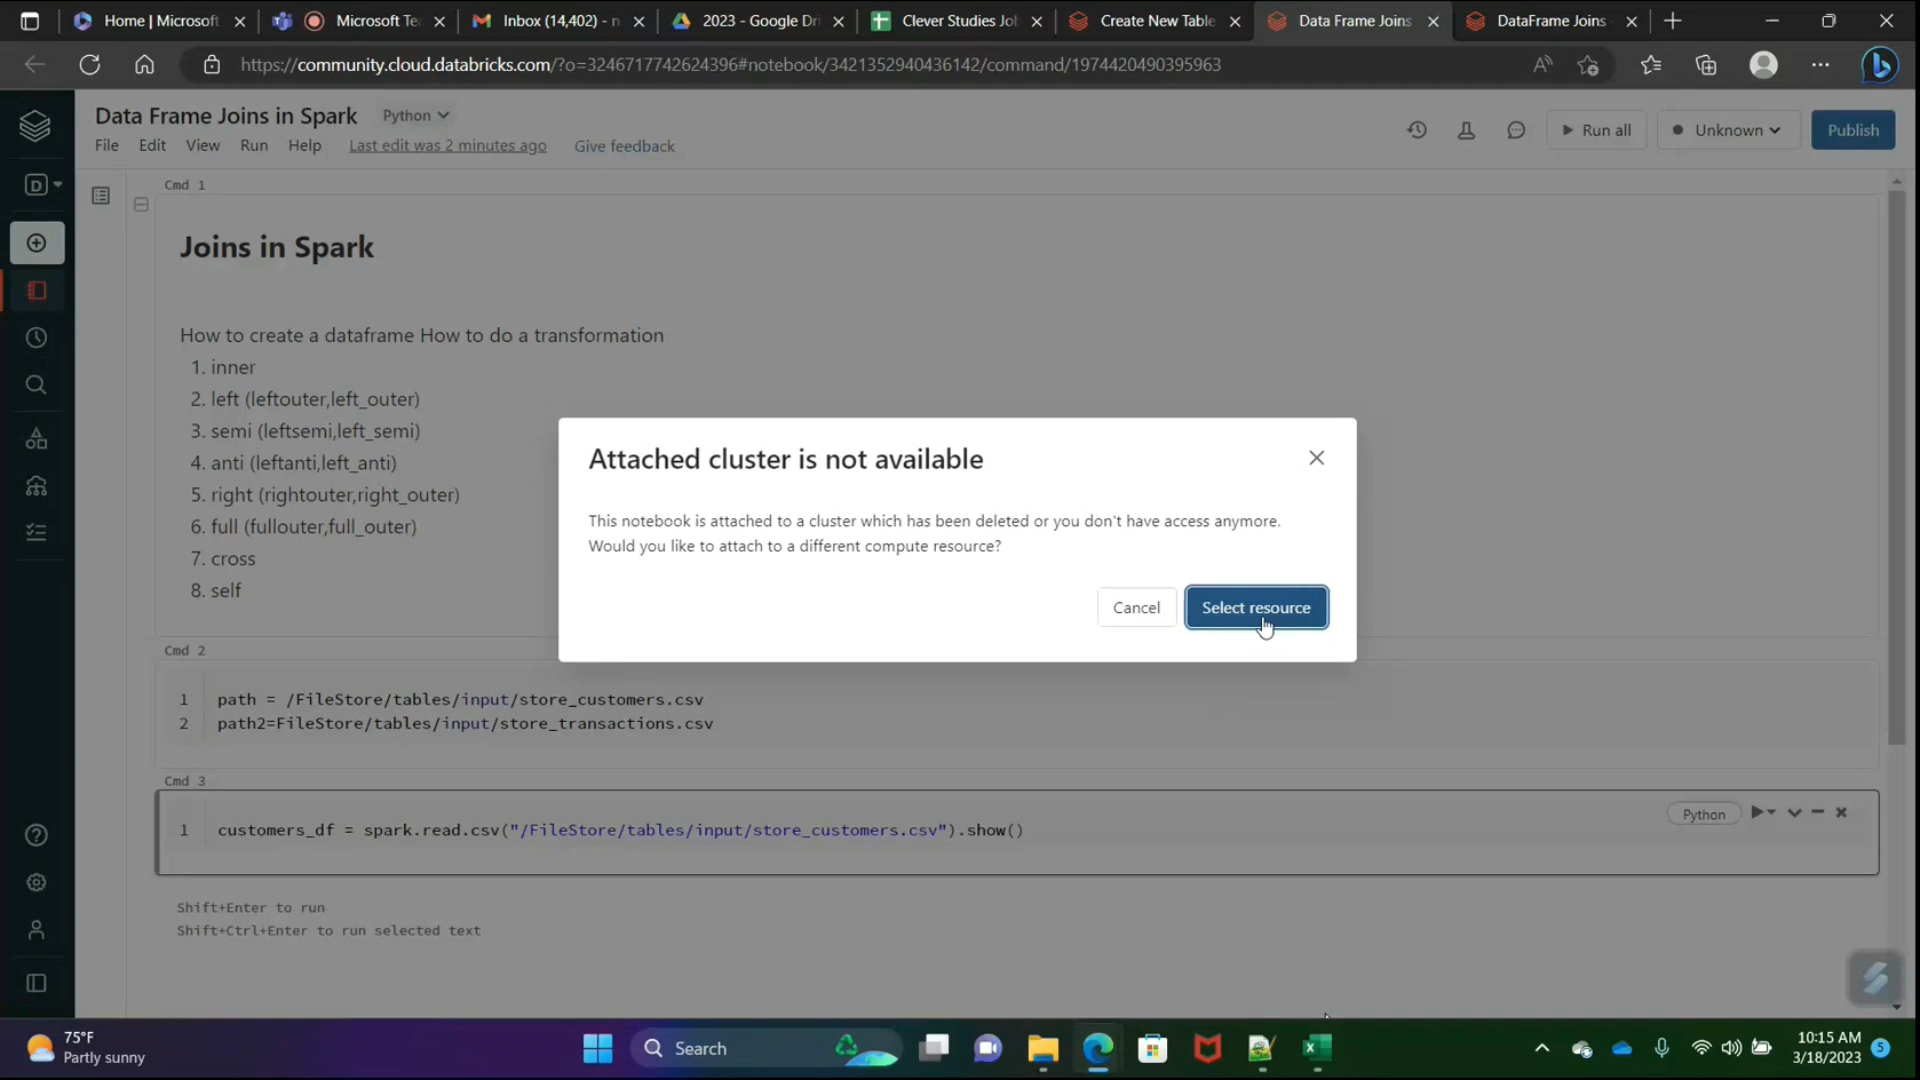 Home | Microsoft
Microsoft Te
Inbox (14,402) - n
2023 - Google Dri
Clever Studies Jol
Create New Table
Data Frame Joins
DataFrame Joins -
https://community.cloud.databricks.com/?o=3246717742624396#notebook/3421352940436142/command/1974420490395963
Data Frame Joins in Spark
Python
File Edit View Run Help Last edit was 2 minutes ago Give feedback
Run all
Unknown
Publish
D
Cmd 1
Joins in Spark
How to create a dataframe How to do a transformation
1. inner
2. left (leftouter,left_outer)
3. semi (leftsemi,left_semi)
4. anti (leftanti,left_anti)
5. right (rightouter,right_outer)
6. full (fullouter,full_outer)
7. cross
8. self
Attached cluster is not available
This notebook is attached to a cluster which has been deleted or you don't have access anymore.
Would you like to attach to a different compute resource?
Cancel
Select resource
Cmd 2
1 path = /FileStore/tables/input/store_customers.csv
2 path2=FileStore/tables/input/store_transactions.csv
Cmd 3
Python
1 customers_df = spark.read.csv("/FileStore/tables/input/store_customers.csv").show()
Shift+Enter to run
Shift+Ctrl+Enter to run selected text
75°F
Partly sunny
Search
10:15 AM
3/18/2023
5